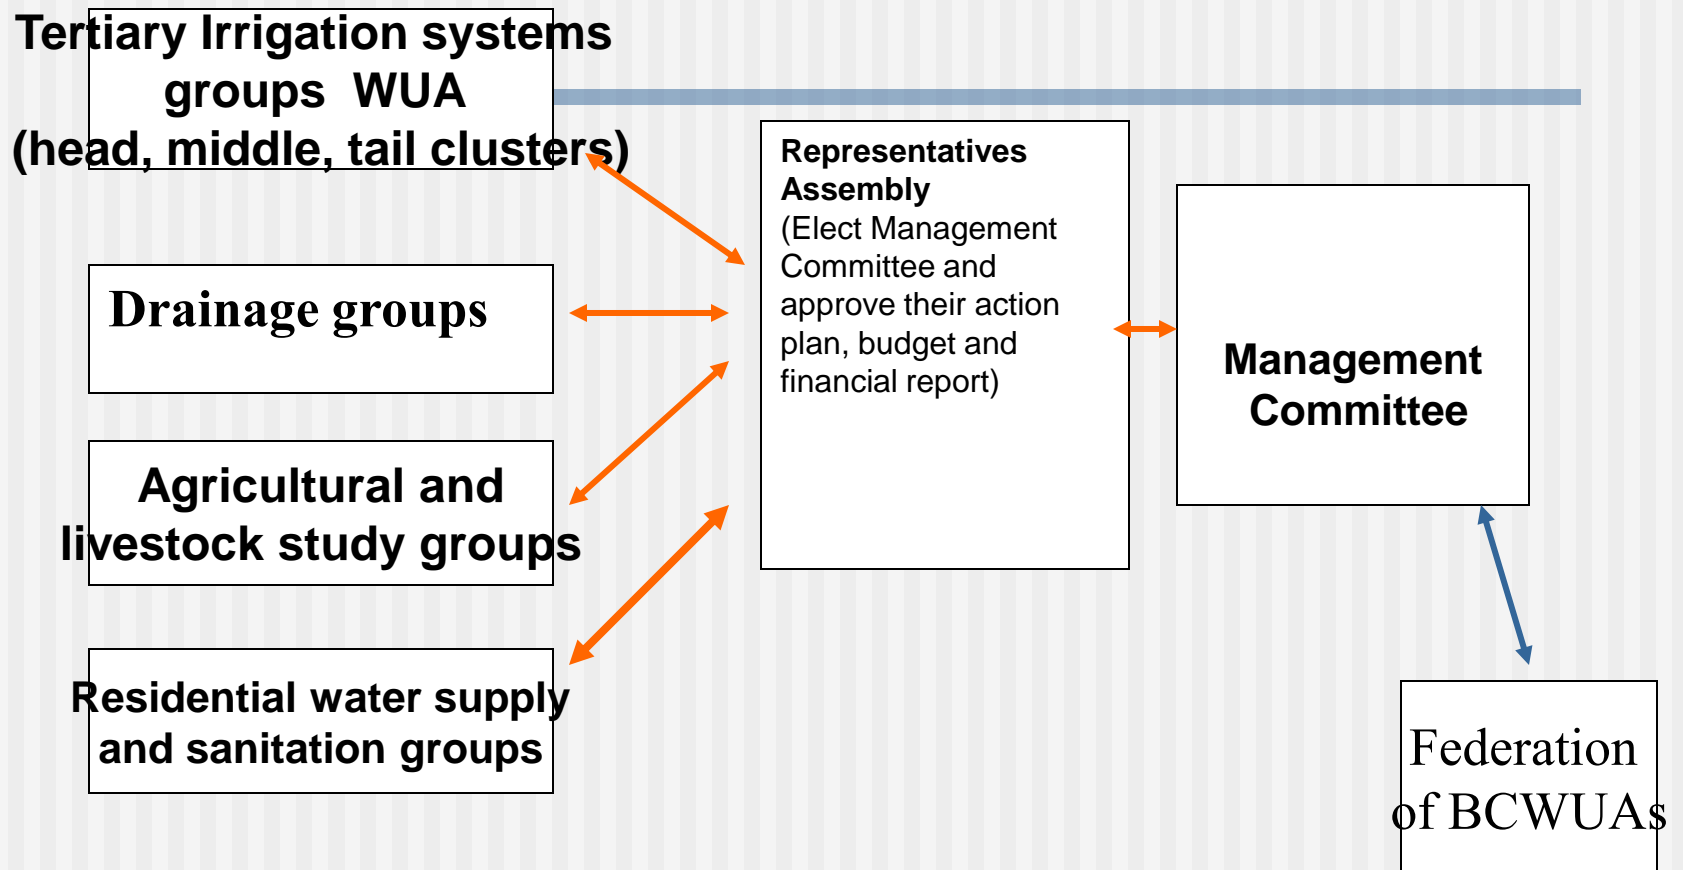 Tertiary Irrigation systems
groups WUA
(head, middle, tail clusters)
Drainage groups
Agricultural and
livestock study groups
Residential water supply
and sanitation groups
Representatives
Assembly
(Elect Management
Committee and
approve their action
plan, budget and
financial report)
Management
Committee
Federation
of BCWUAs